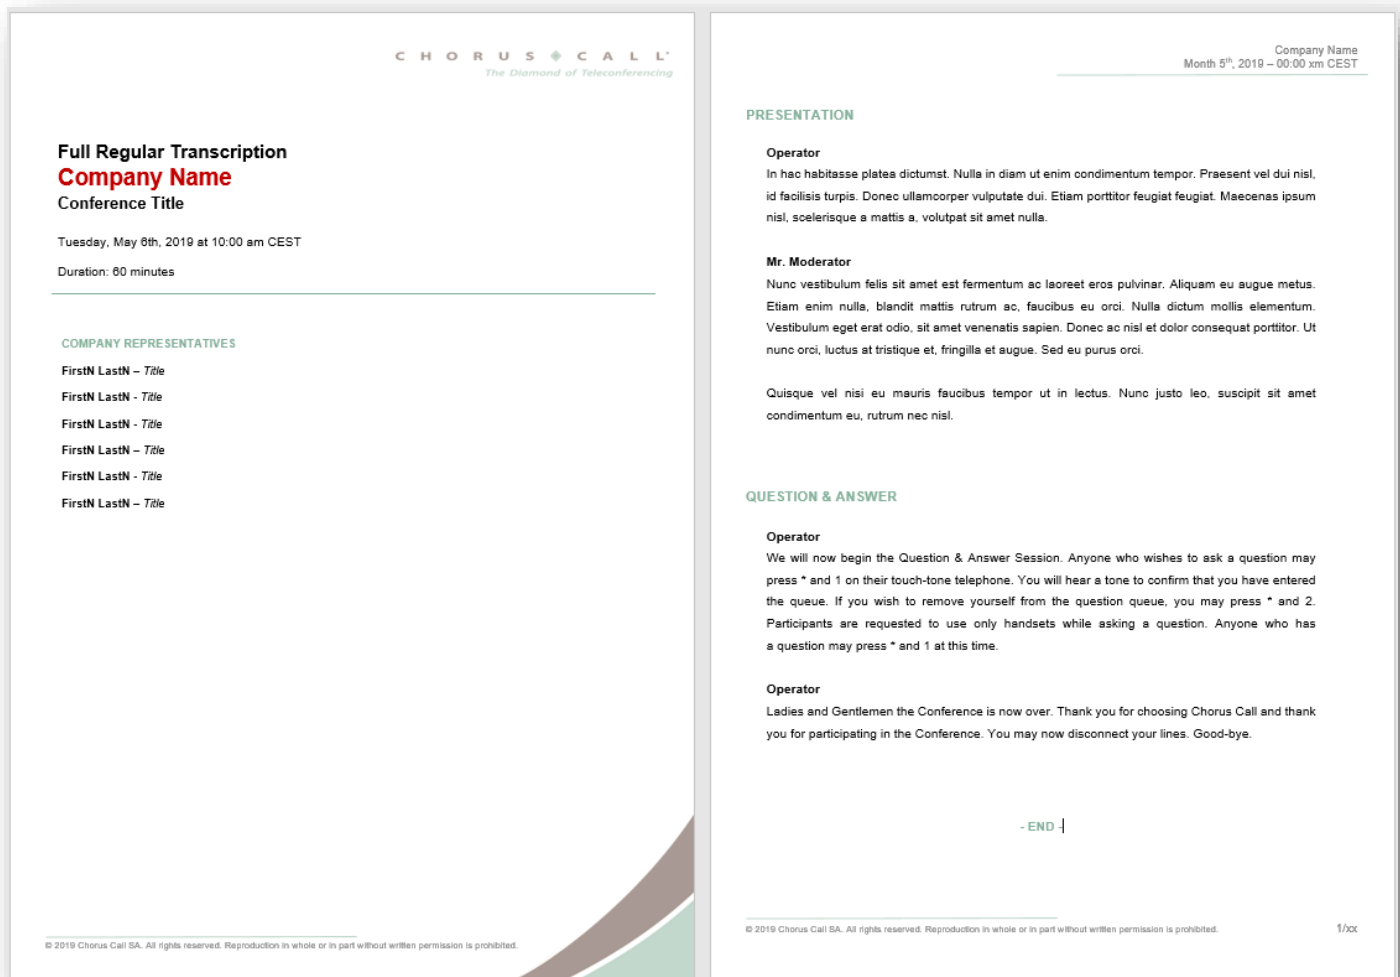 CHORUS CALL®
The Diamond of Teleconferencing
Full Regular Transcription
Company Name
Conference Title
Tuesday, May 6th, 2019 at 10:00 am CEST
Duration: 60 minutes
COMPANY REPRESENTATIVES
FirstN LastN – Title
FirstN LastN - Title
FirstN LastN - Title
FirstN LastN – Title
FirstN LastN - Title
FirstN LastN – Title
© 2019 Chorus Call SA. All rights reserved. Reproduction in whole or in part without written permission is prohibited.
Company Name
Month 5th, 2019 – 00:00 xm CEST
PRESENTATION
Operator
In hac habitasse platea dictumst. Nulla in diam ut enim condimentum tempor. Praesent vel dui nisl,
id facilisis turpis. Donec ullamcorper vulputate dui. Etiam porttitor feugiat feugiat. Maecenas ipsum
nisl, scelerisque a mattis a, volutpat sit amet nulla.
Mr. Moderator
Nunc vestibulum felis sit amet est fermentum ac laoreet eros pulvinar. Aliquam eu augue metus.
Etiam enim nulla, blandit mattis rutrum ac, faucibus eu orci. Nulla dictum mollis elementum.
Vestibulum eget erat odio, sit amet venenatis sapien. Donec ac nisl et dolor consequat porttitor. Ut
nunc orci, luctus at tristique et, fringilla et augue. Sed eu purus orci.
Quisque vel nisi eu mauris faucibus tempor ut in lectus. Nunc justo leo, suscipit sit amet
condimentum eu, rutrum nec nisl.
QUESTION & ANSWER
Operator
We will now begin the Question & Answer Session. Anyone who wishes to ask a question may
press * and 1 on their touch-tone telephone. You will hear a tone to confirm that you have entered
the queue. If you wish to remove yourself from the question queue, you may press * and 2.
Participants are requested to use only handsets while asking a question. Anyone who has
a question may press * and 1 at this time.
Operator
Ladies and Gentlemen the Conference is now over. Thank you for choosing Chorus Call and thank
you for participating in the Conference. You may now disconnect your lines. Good-bye.
- END -
© 2019 Chorus Call SA. All rights reserved. Reproduction in whole or in part without written permission is prohibited.
1/xx